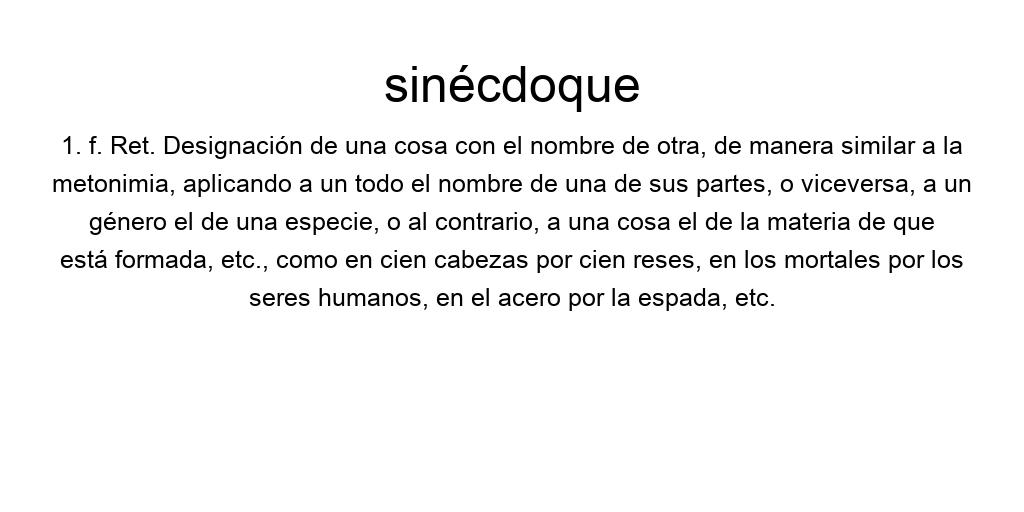 sinécdoque
1. f. Ret. Designación de una cosa con el nombre de otra, de manera similar a la
metonimia, aplicando a un todo el nombre de una de sus partes, o viceversa, a un
género el de una especie, o al contrario, a una cosa el de la materia de que
está formada, etc., como en cien cabezas por cien reses, en los mortales por los
seres humanos, en el acero por la espada, etc.